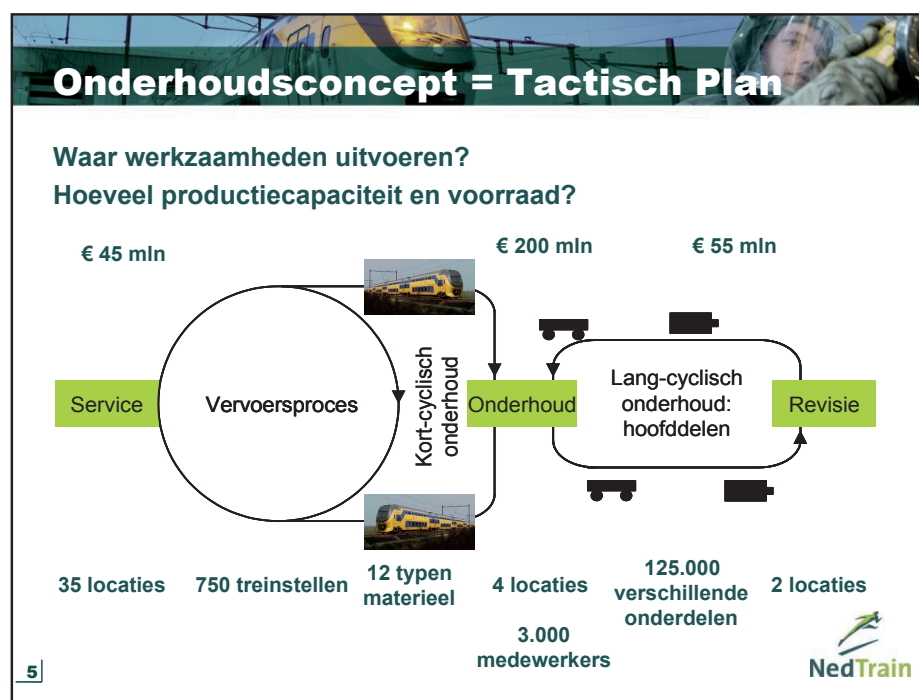 Onderhoudsconcept = Tactisch Plan
Waar werkzaamheden uitvoeren?
Hoeveel productiecapaciteit en voorraad?
€ 45 mln
€ 200 mln
€ 55 mln
Service
Vervoersproces
Kort-cyclisch
onderhoud
Onderhoud
Lang-cyclisch
onderhoud:
hoofddelen
Revisie
35 locaties
750 treinstellen
12 typen
materieel
4 locaties
125.000
verschillende
onderdelen
2 locaties
3.000
medewerkers
5
NedTrain